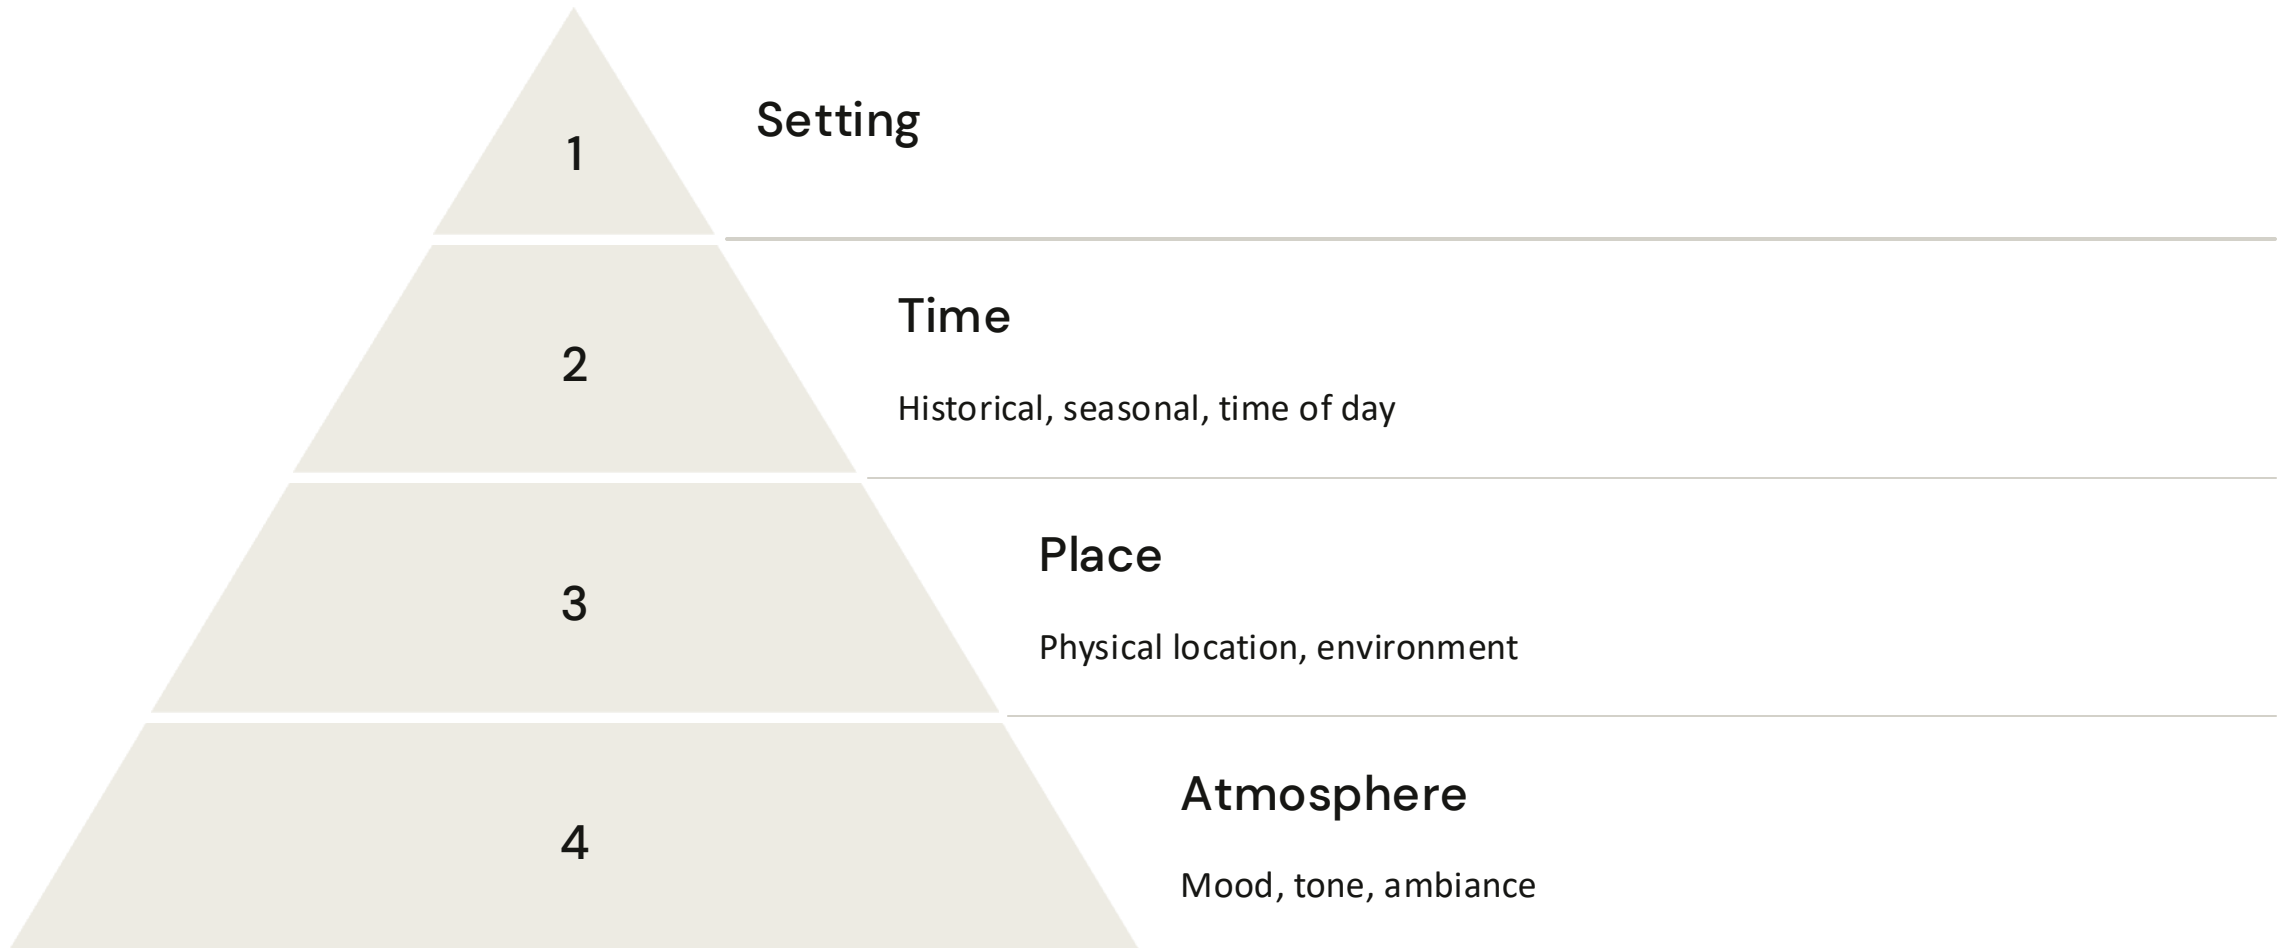 1
Setting
2
Time
Historical, seasonal, time of day
3
Place
Physical location, environment
4
Atmosphere
Mood, tone, ambiance